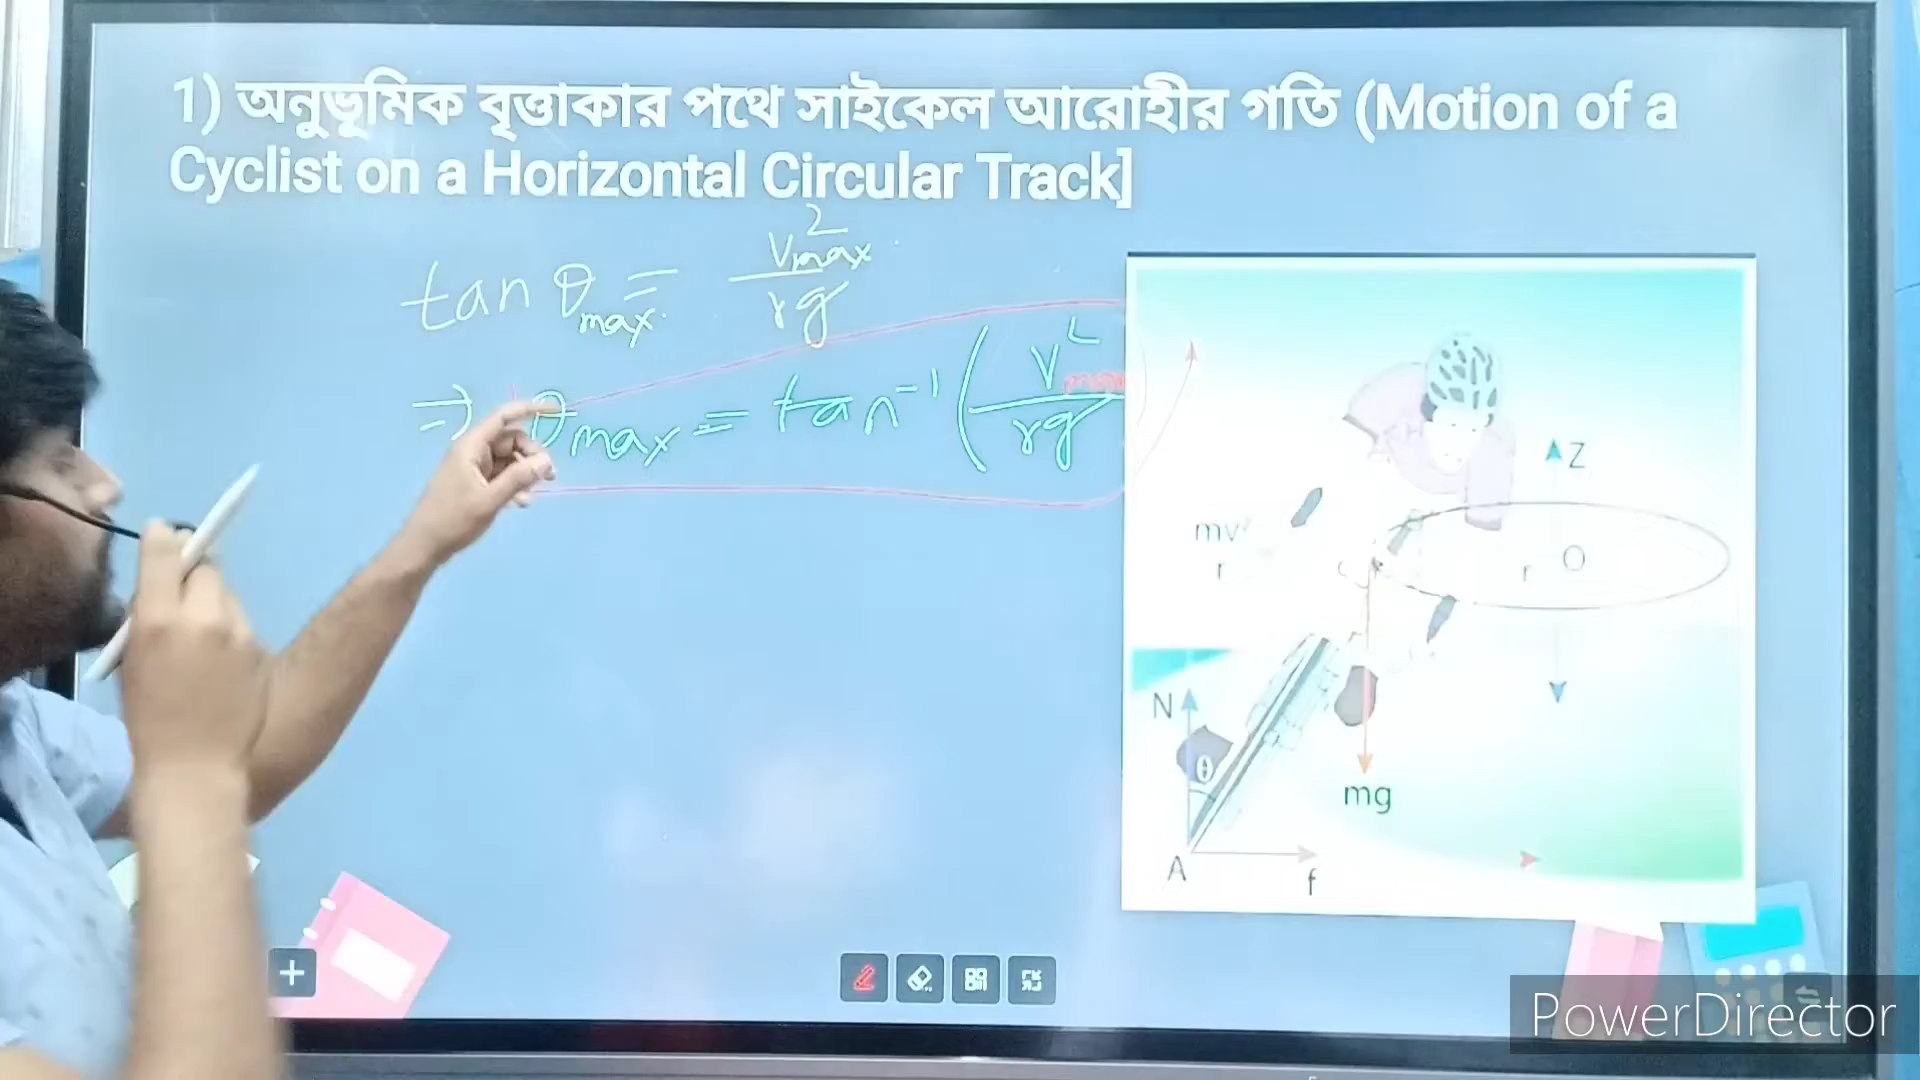 1) অনুভূমিক বৃত্তাকার পথে সাইকেল আরোহীর গতি (Motion of a
Cyclist on a Horizontal Circular Track]
tan θmax = v²max / rg
⇒ θmax = tan⁻¹ (v²max / rg
Z
mv²
r
r O
N
θ
mg
A
f
PowerDirector